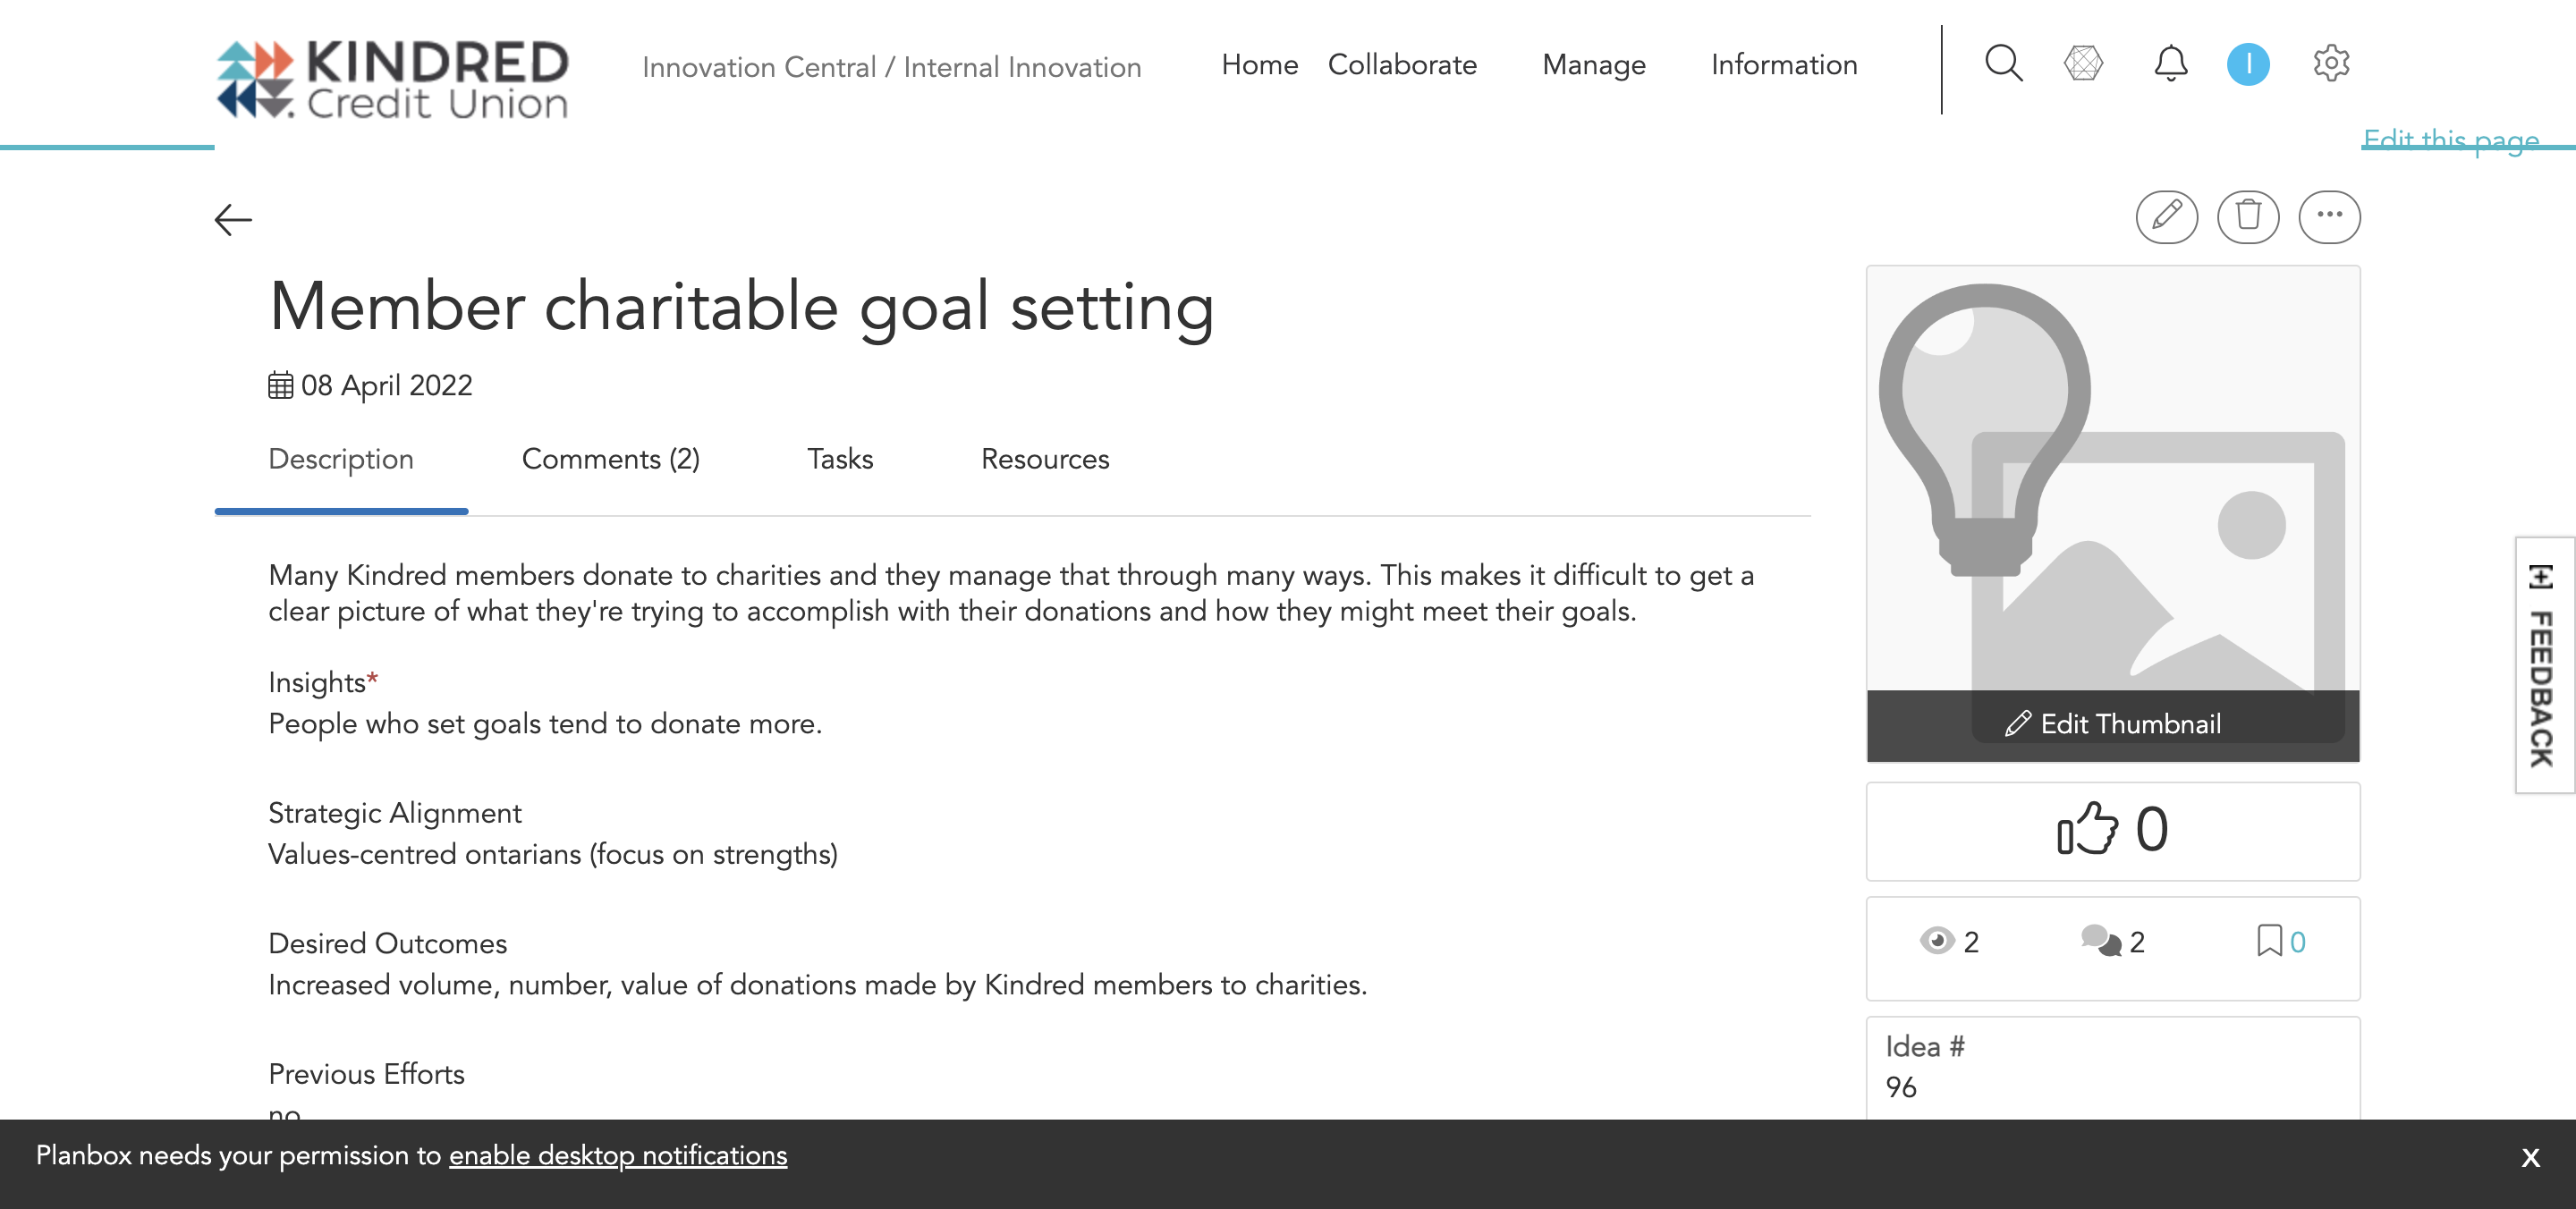 KINDRED
Credit Union
Innovation Central / Internal Innovation
Home
Collaborate
Manage
Information
I
Edit this page
Member charitable goal setting
08 April 2022
Description
Comments (2)
Tasks
Resources
Many Kindred members donate to charities and they manage that through many ways. This makes it difficult to get a
clear picture of what they're trying to accomplish with their donations and how they might meet their goals.
Insights*
People who set goals tend to donate more.
Strategic Alignment
Values-centred ontarians (focus on strengths)
Desired Outcomes
Increased volume, number, value of donations made by Kindred members to charities.
Previous Efforts
no
Edit Thumbnail
0
2
2
0
Idea #
96
[+] FEEDBACK
Planbox needs your permission to enable desktop notifications
X